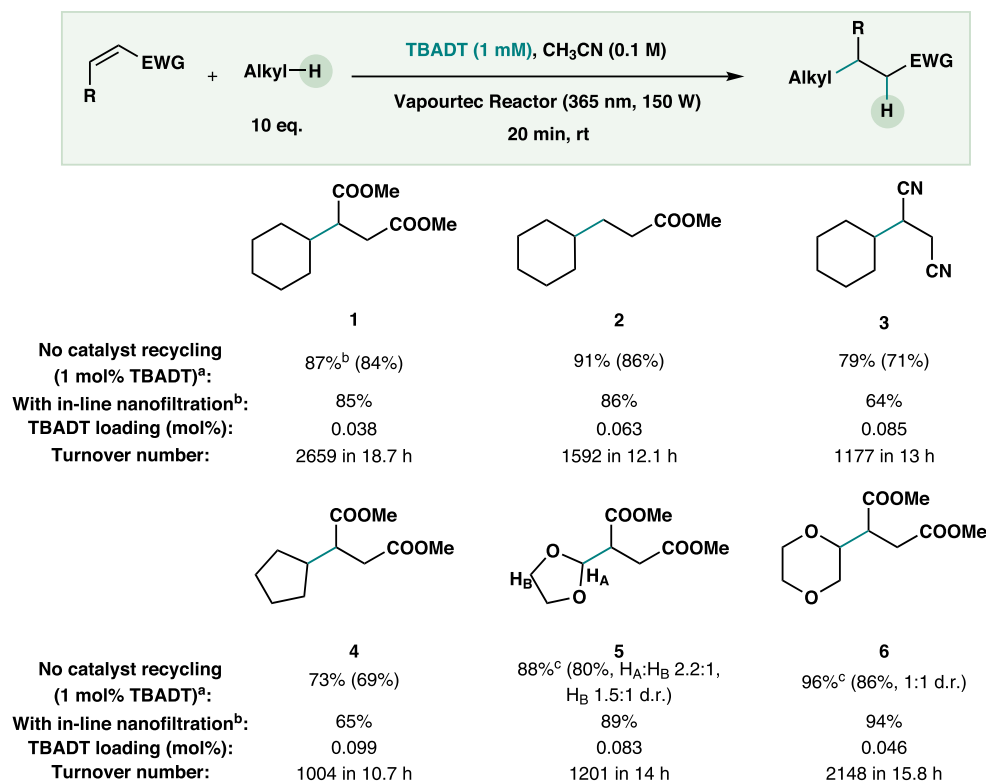 EWG
R
+
Alkyl–H
10 eq.
TBADT (1 mM), CH₃CN (0.1 M)
Vapourtec Reactor (365 nm, 150 W)
20 min, rt
R
Alkyl
EWG
H
COOMe
COOMe
1
COOMe
2
CN
CN
3
No catalyst recycling
(1 mol% TBADT)ᵃ:
87%ᵇ (84%)
91% (86%)
79% (71%)
With in-line nanofiltrationᵇ:
85%
86%
64%
TBADT loading (mol%):
0.038
0.063
0.085
Turnover number:
2659 in 18.7 h
1592 in 12.1 h
1177 in 13 h
COOMe
COOMe
4
COOMe
COOMe
O
O
H_B
H_A
5
COOMe
COOMe
O
O
6
No catalyst recycling
(1 mol% TBADT)ᵃ:
73% (69%)
88%ᶜ (80%, H_A:H_B 2.2:1,
H_B 1.5:1 d.r.)
96%ᶜ (86%, 1:1 d.r.)
With in-line nanofiltrationᵇ:
65%
89%
94%
TBADT loading (mol%):
0.099
0.083
0.046
Turnover number:
1004 in 10.7 h
1201 in 14 h
2148 in 15.8 h